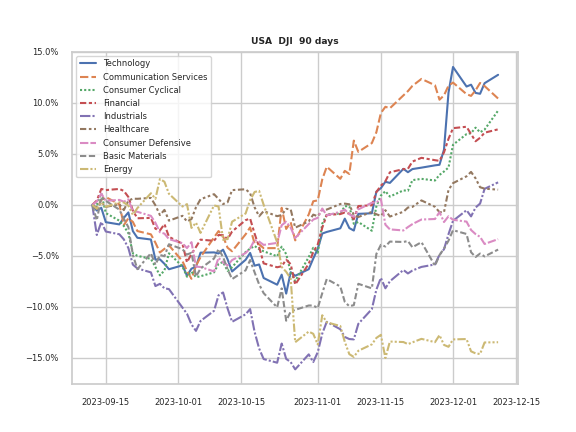 USA DJI 90 days
15.0%
10.0%
5.0%
0.0%
−5.0%
−10.0%
−15.0%
Technology
Communication Services
Consumer Cyclical
Financial
Industrials
Healthcare
Consumer Defensive
Basic Materials
Energy
2023-09-15
2023-10-01
2023-10-15
2023-11-01
2023-11-15
2023-12-01
2023-12-15